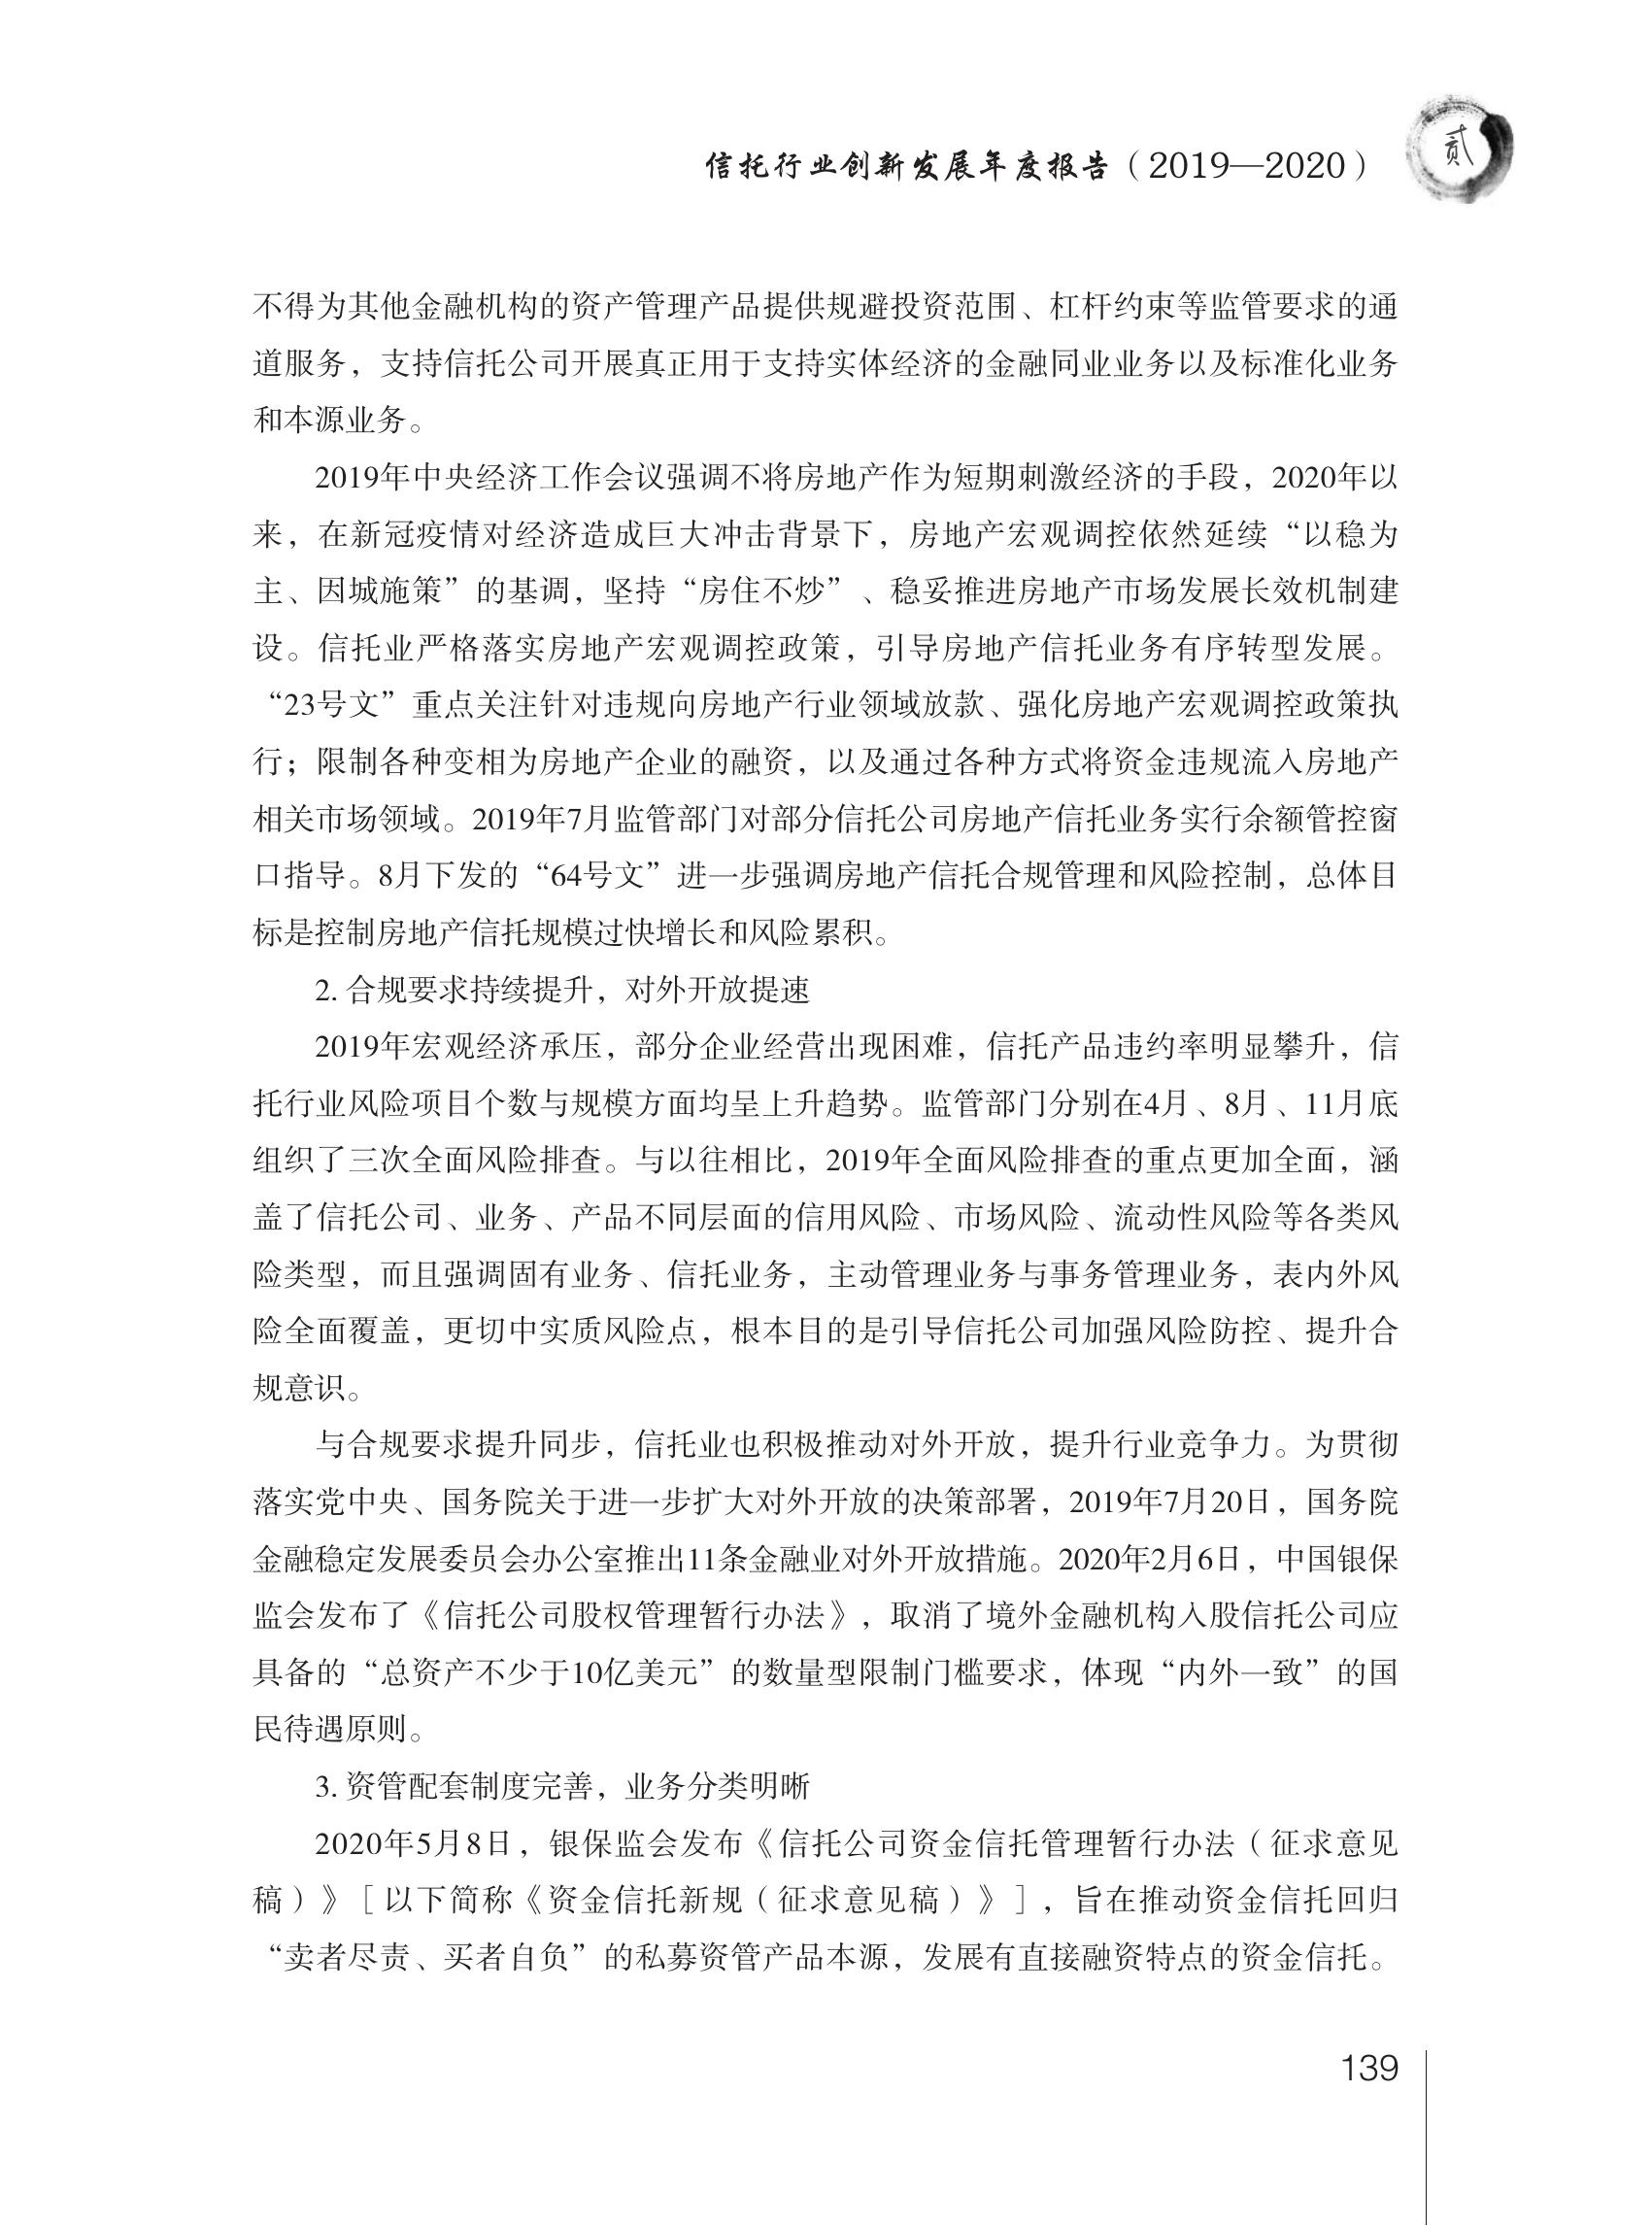 信托行业创新发展年度报告（2019—2020）
贰
不得为其他金融机构的资产管理产品提供规避投资范围、杠杆约束等监管要求的通
道服务，支持信托公司开展真正用于支持实体经济的金融同业业务以及标准化业务
和本源业务。
2019年中央经济工作会议强调不将房地产作为短期刺激经济的手段，2020年以
来，在新冠疫情对经济造成巨大冲击背景下，房地产宏观调控依然延续“以稳为
主、因城施策”的基调，坚持“房住不炒”、稳妥推进房地产市场发展长效机制建
设。信托业严格落实房地产宏观调控政策，引导房地产信托业务有序转型发展。
“23号文”重点关注针对违规向房地产行业领域放款、强化房地产宏观调控政策执
行；限制各种变相为房地产企业的融资，以及通过各种方式将资金违规流入房地产
相关市场领域。2019年7月监管部门对部分信托公司房地产信托业务实行余额管控窗
口指导。8月下发的“64号文”进一步强调房地产信托合规管理和风险控制，总体目
标是控制房地产信托规模过快增长和风险累积。
2. 合规要求持续提升，对外开放提速
2019年宏观经济承压，部分企业经营出现困难，信托产品违约率明显攀升，信
托行业风险项目个数与规模方面均呈上升趋势。监管部门分别在4月、8月、11月底
组织了三次全面风险排查。与以往相比，2019年全面风险排查的重点更加全面，涵
盖了信托公司、业务、产品不同层面的信用风险、市场风险、流动性风险等各类风
险类型，而且强调固有业务、信托业务，主动管理业务与事务管理业务，表内外风
险全面覆盖，更切中实质风险点，根本目的是引导信托公司加强风险防控、提升合
规意识。
与合规要求提升同步，信托业也积极推动对外开放，提升行业竞争力。为贯彻
落实党中央、国务院关于进一步扩大对外开放的决策部署，2019年7月20日，国务院
金融稳定发展委员会办公室推出11条金融业对外开放措施。2020年2月6日，中国银保
监会发布了《信托公司股权管理暂行办法》，取消了境外金融机构入股信托公司应
具备的“总资产不少于10亿美元”的数量型限制门槛要求，体现“内外一致”的国
民待遇原则。
3. 资管配套制度完善，业务分类明晰
2020年5月8日，银保监会发布《信托公司资金信托管理暂行办法（征求意见
稿）》［以下简称《资金信托新规（征求意见稿）》］，旨在推动资金信托回归
“卖者尽责、买者自负”的私募资管产品本源，发展有直接融资特点的资金信托。
139